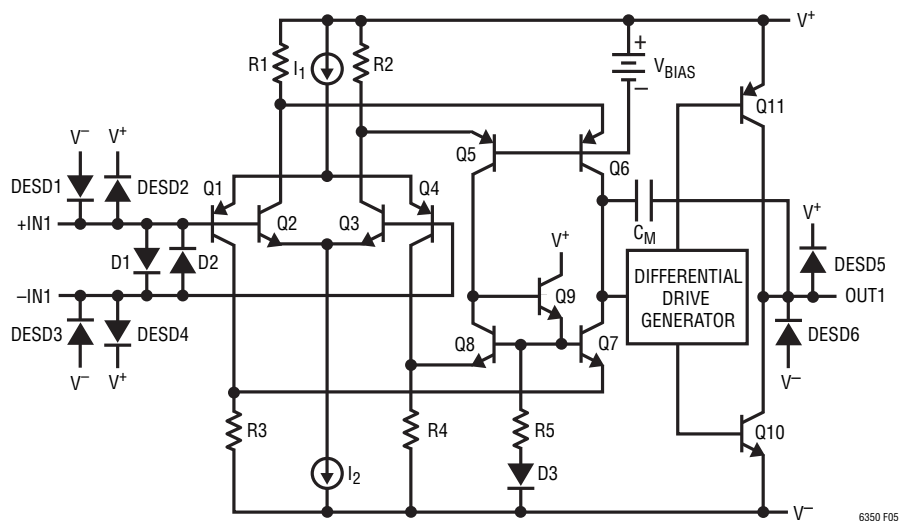 V+
R1
I1
R2
+
VBIAS
–
Q11
V–
V+
Q5
Q6
DESD1
DESD2
Q1
Q4
Q2
Q3
+IN1
CM
V+
D1
D2
V+
DESD5
–IN1
Q9
DIFFERENTIAL
DRIVE
GENERATOR
OUT1
DESD3
DESD4
Q8
Q7
DESD6
V–
V+
V–
R3
R4
R5
Q10
I2
D3
V–
6350 F05